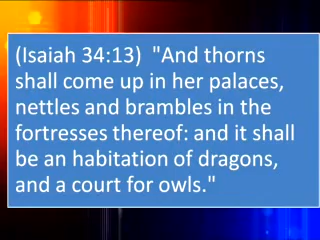 (Isaiah 34:13)  "And thorns
shall come up in her palaces,
nettles and brambles in the
fortresses thereof: and it shall
be an habitation of dragons,
and a court for owls."